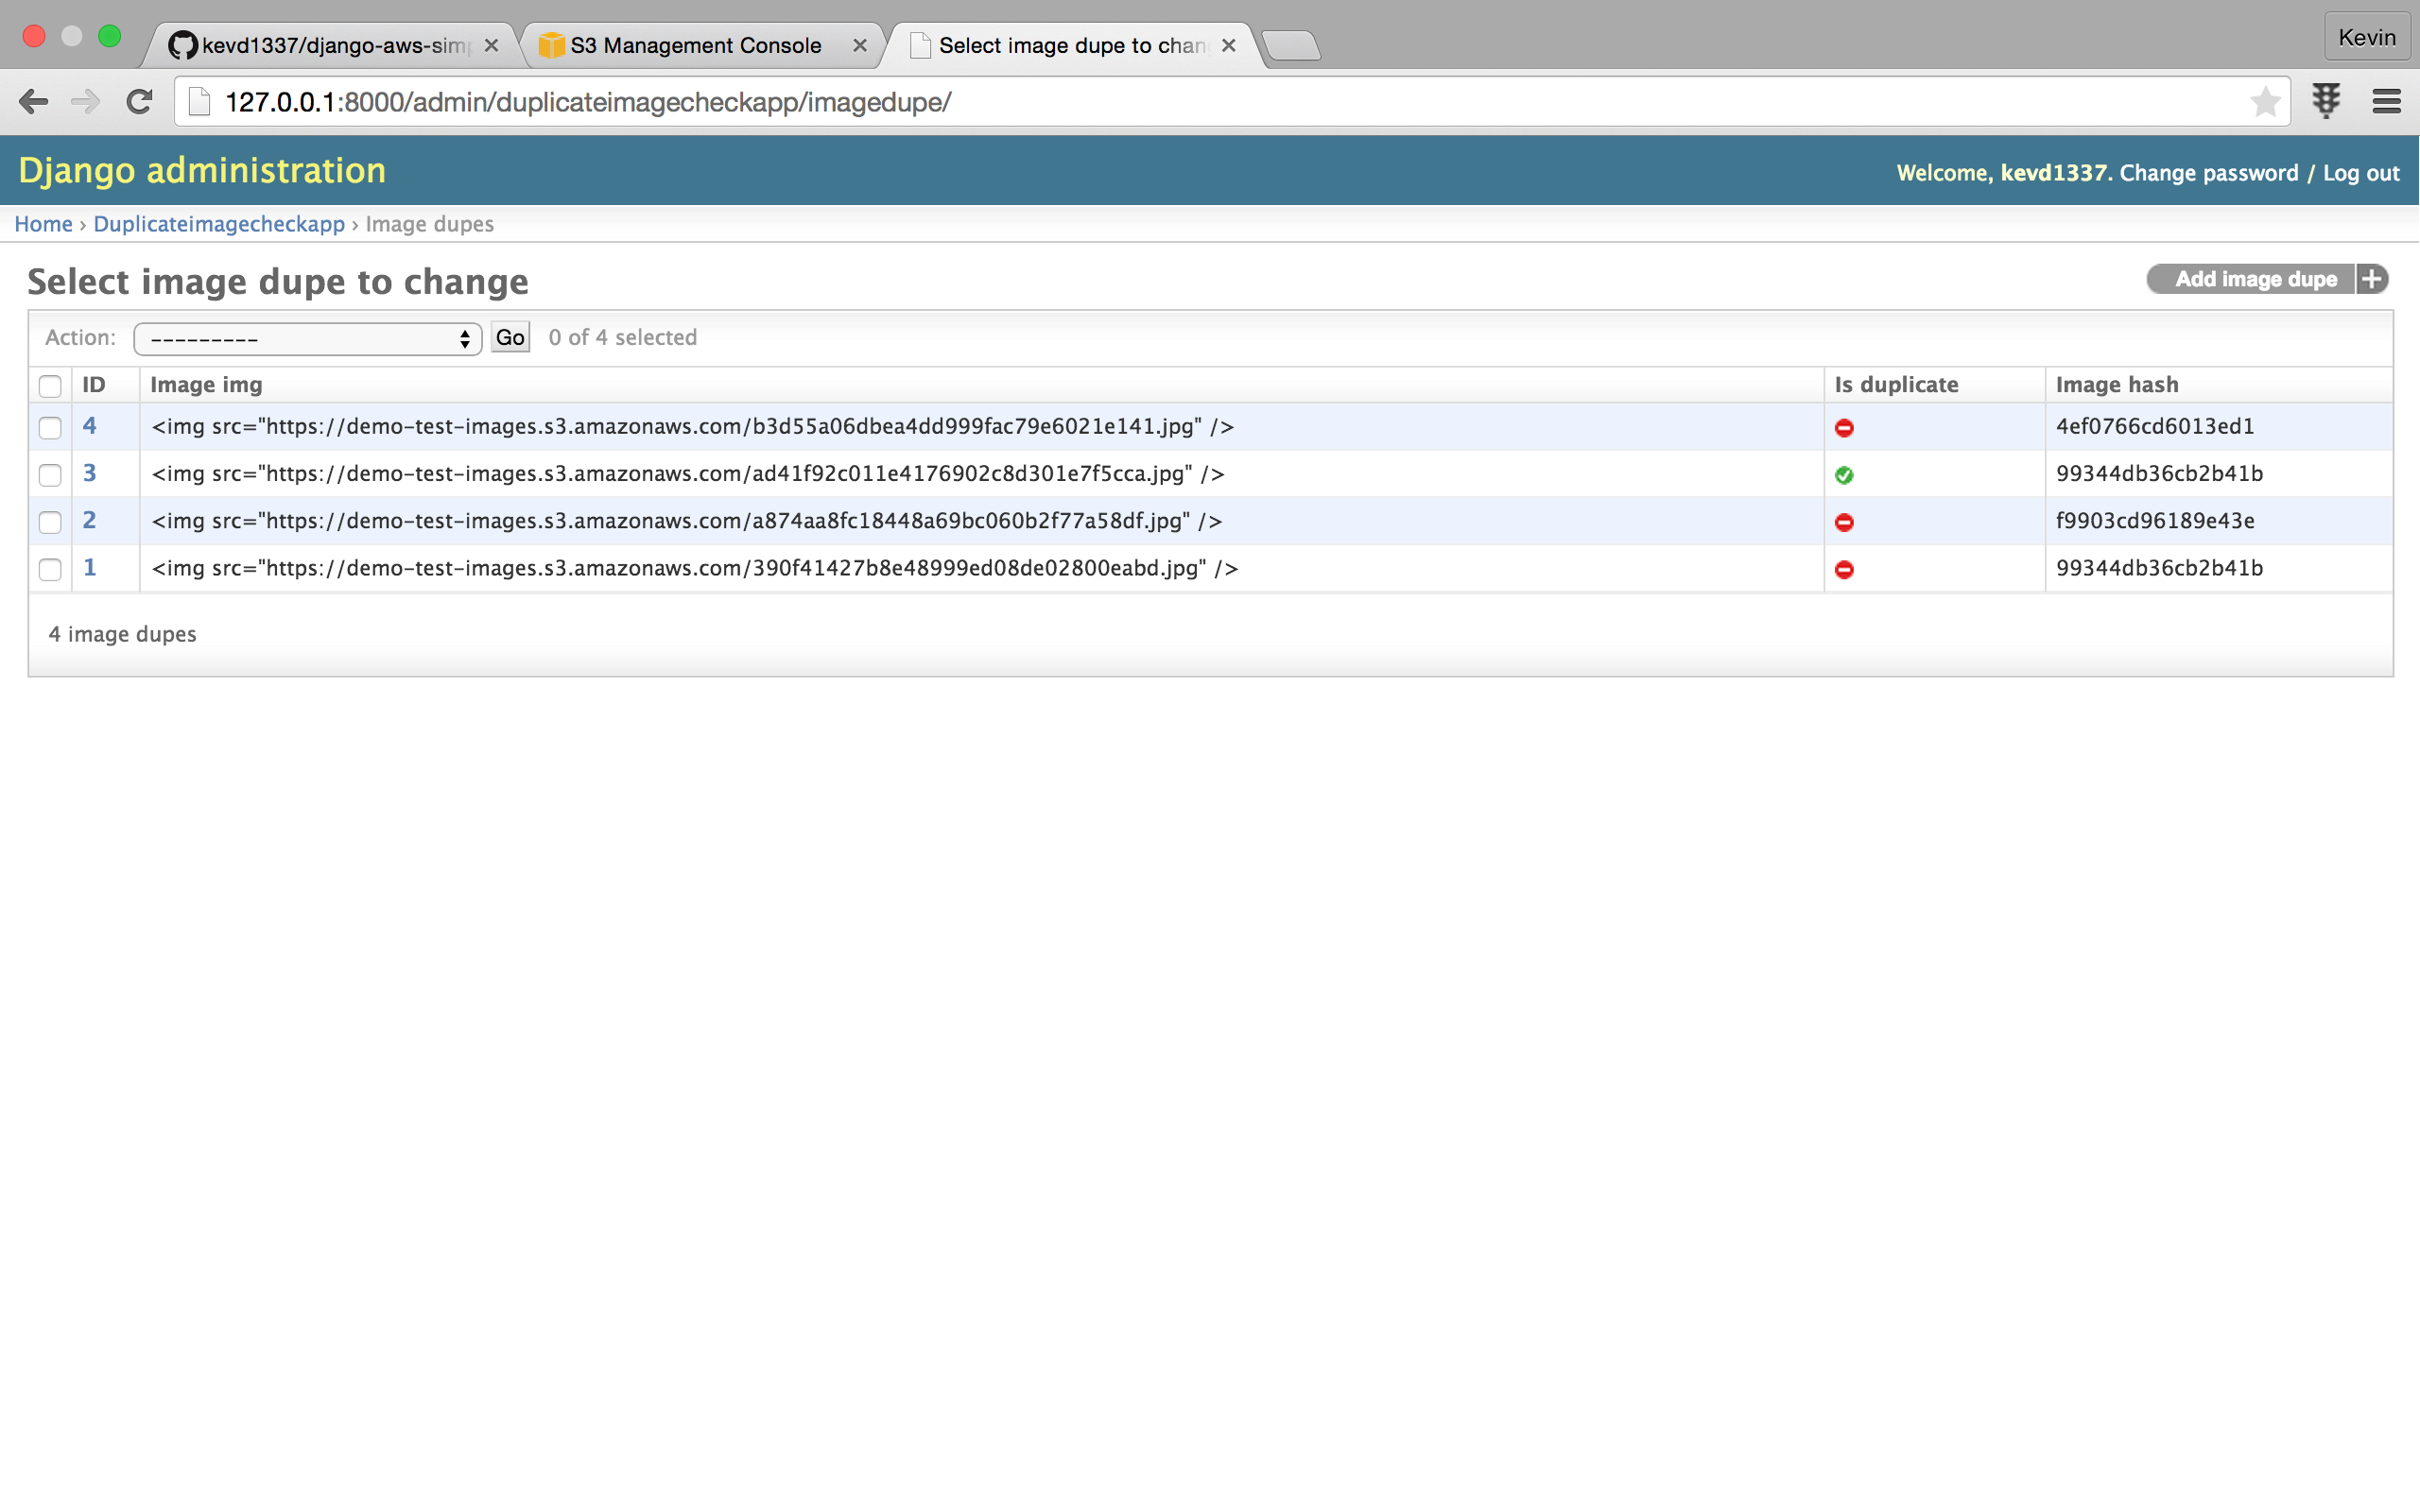 kevd1337/django-aws-sim
S3 Management Console
Select image dupe to chan
Kevin
127.0.0.1:8000/admin/duplicateimagecheckapp/imagedupe/
Django administration
Welcome, kevd1337. Change password / Log out
Home › Duplicateimagecheckapp › Image dupes
Select image dupe to change
Add image dupe +
Action: --------- Go 0 of 4 selected
ID Image img Is duplicate Image hash
4 <img src="https://demo-test-images.s3.amazonaws.com/b3d55a06dbea4dd999fac79e6021e141.jpg" /> 4ef0766cd6013ed1
3 <img src="https://demo-test-images.s3.amazonaws.com/ad41f92c011e4176902c8d301e7f5cca.jpg" /> 99344db36cb2b41b
2 <img src="https://demo-test-images.s3.amazonaws.com/a874aa8fc18448a69bc060b2f77a58df.jpg" /> f9903cd96189e43e
1 <img src="https://demo-test-images.s3.amazonaws.com/390f41427b8e48999ed08de02800eabd.jpg" /> 99344db36cb2b41b
4 image dupes